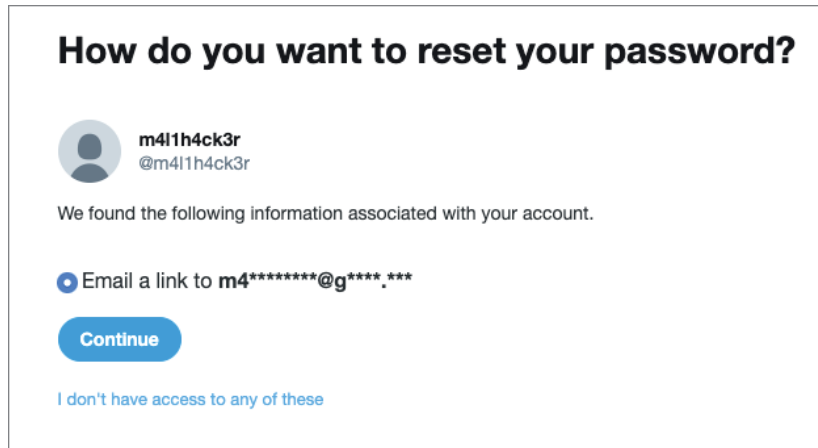 How do you want to reset your password?
m4l1h4ck3r
@m4l1h4ck3r
We found the following information associated with your account.
Email a link to m4********@g****.***
Continue
I don't have access to any of these